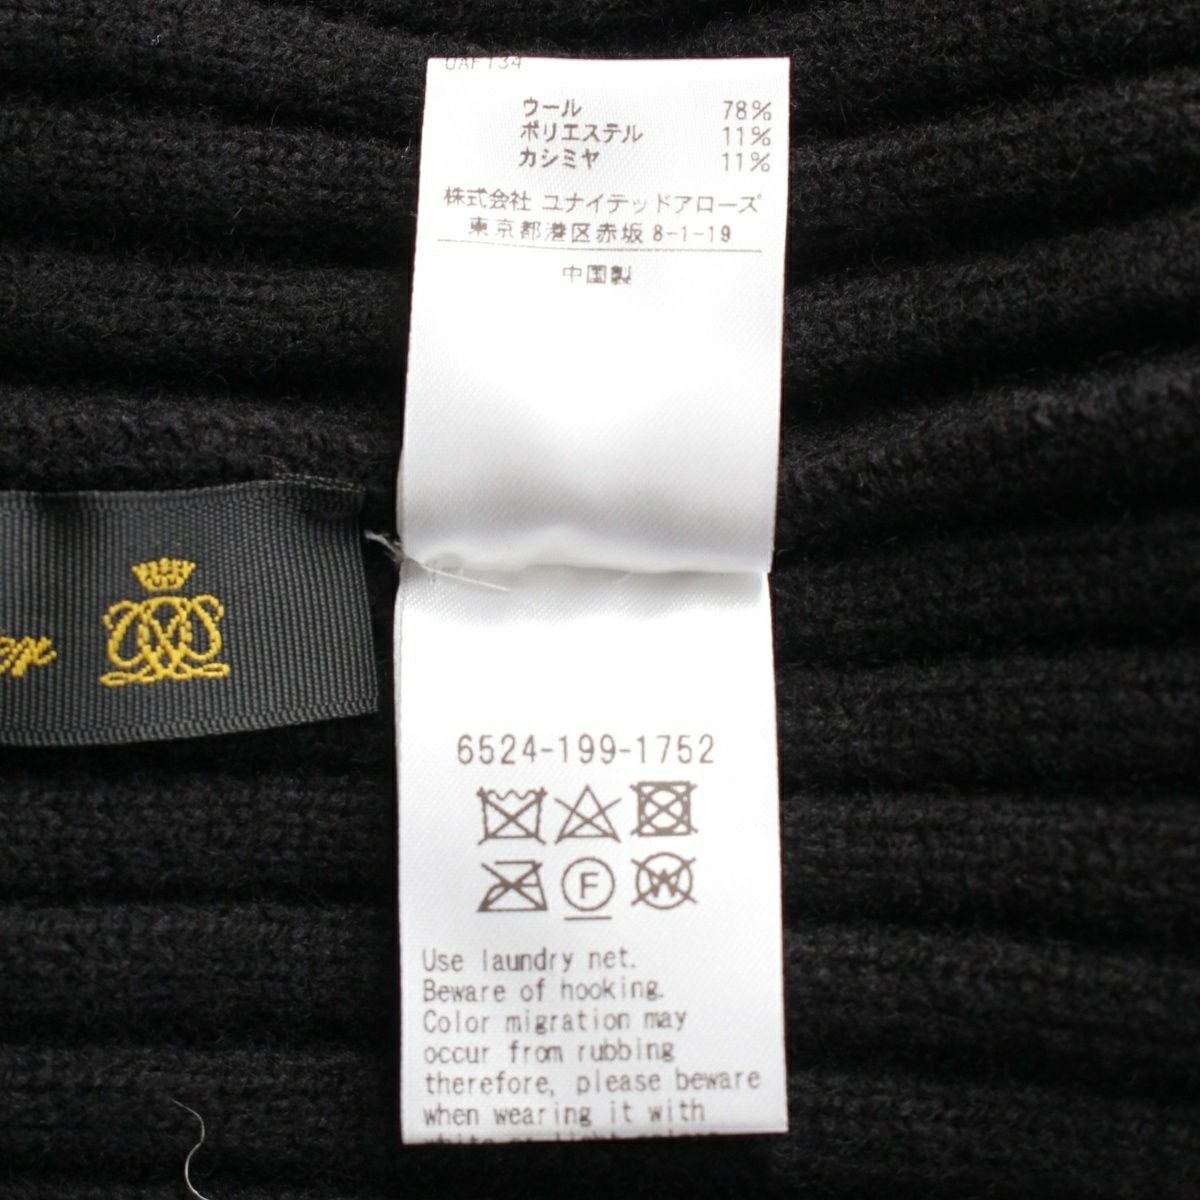 UAF134
ウール 78%
ポリエステル 11%
カシミヤ 11%
株式会社 ユナイテッドアローズ
東京都港区赤坂 8-1-19
中国製
6524-199-1752
F
W
Use laundry net.
Beware of hooking.
Color migration may
occur from rubbing
therefore, please beware
when wearing it with